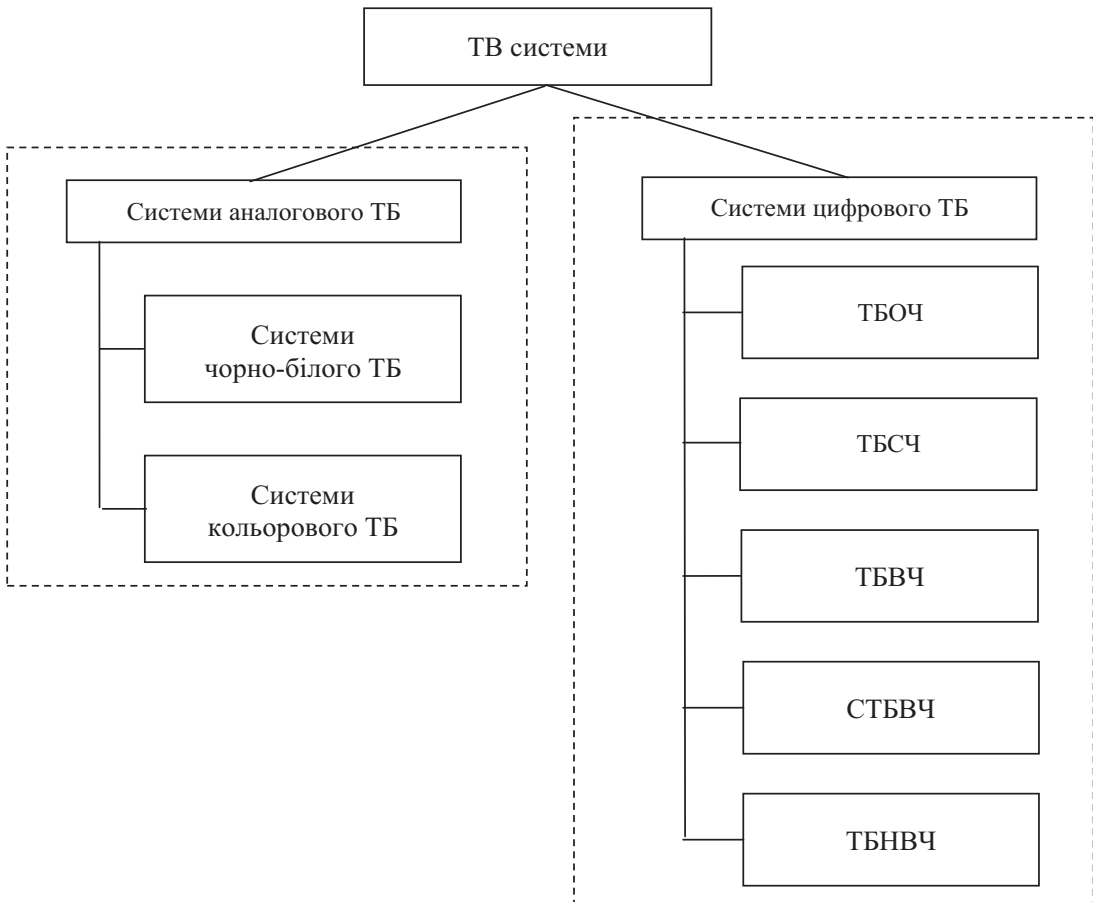 ТВ системи
Системи аналогового ТБ
Системи
чорно-білого ТБ
Системи
кольорового ТБ
Системи цифрового ТБ
ТБОЧ
ТБСЧ
ТБВЧ
СТБВЧ
ТБНВЧ